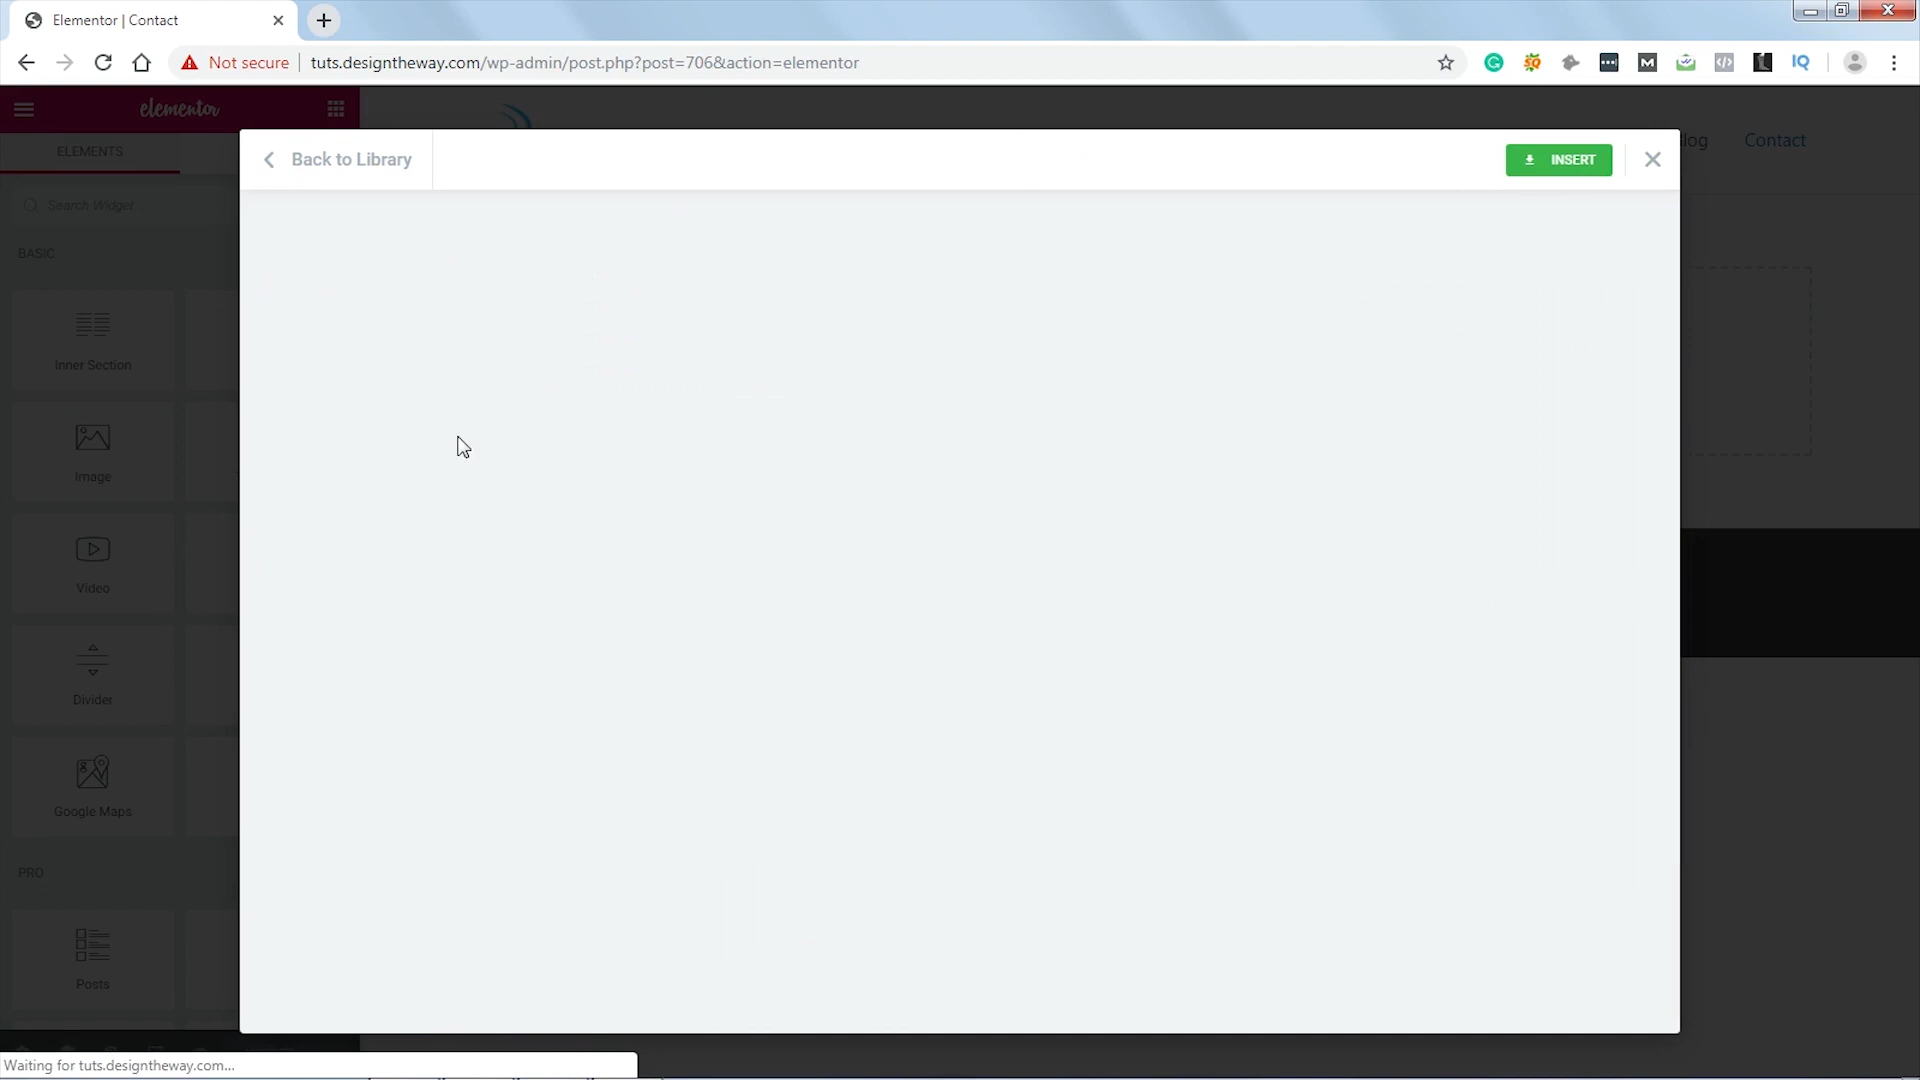 Elementor | Contact
Not secure
tuts.designtheway.com/wp-admin/post.php?post=706&action=elementor
IQ
elementor
ELEMENTS
Back to Library
INSERT
Contact
Search Widget
BASIC
Inner Section
Image
Video
Divider
Google Maps
PRO
Posts
Waiting for tuts.designtheway.com...